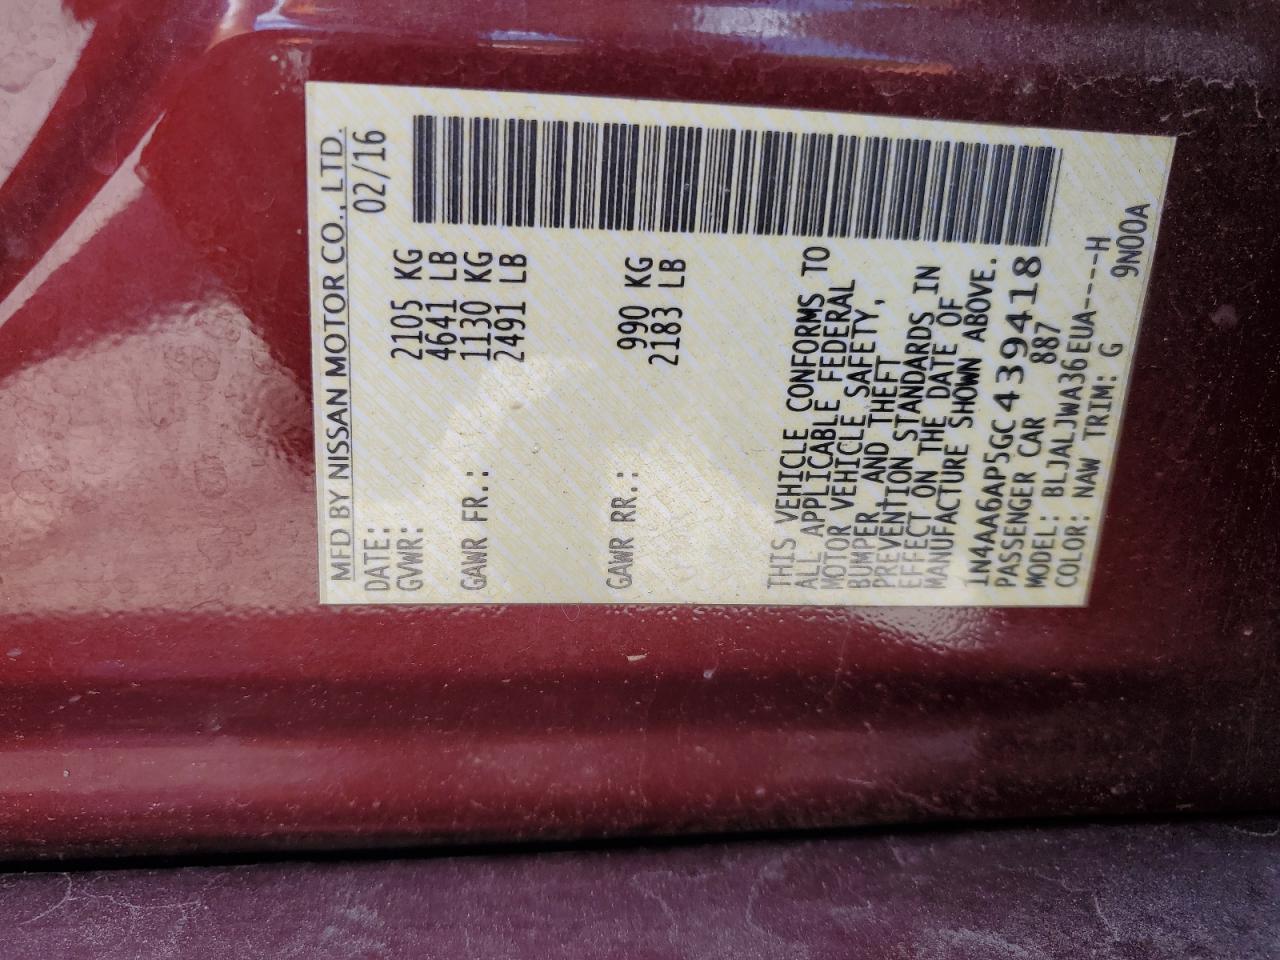 MFD BY NISSAN MOTOR CO., LTD.
DATE: 02/16
GVWR: 2105 KG
4641 LB
GAWR FR.: 1130 KG
2491 LB
GAWR RR.: 990 KG
2183 LB
THIS VEHICLE CONFORMS TO
ALL APPLICABLE FEDERAL
MOTOR VEHICLE SAFETY,
BUMPER AND THEFT
PREVENTION STANDARDS IN
EFFECT ON THE DATE OF
MANUFACTURE SHOWN ABOVE.
1N4AA6AP5GC439418
PASSENGER CAR 887
MODEL: BLJALJWA36EUA----H
COLOR: NAW TRIM: G 9N00A